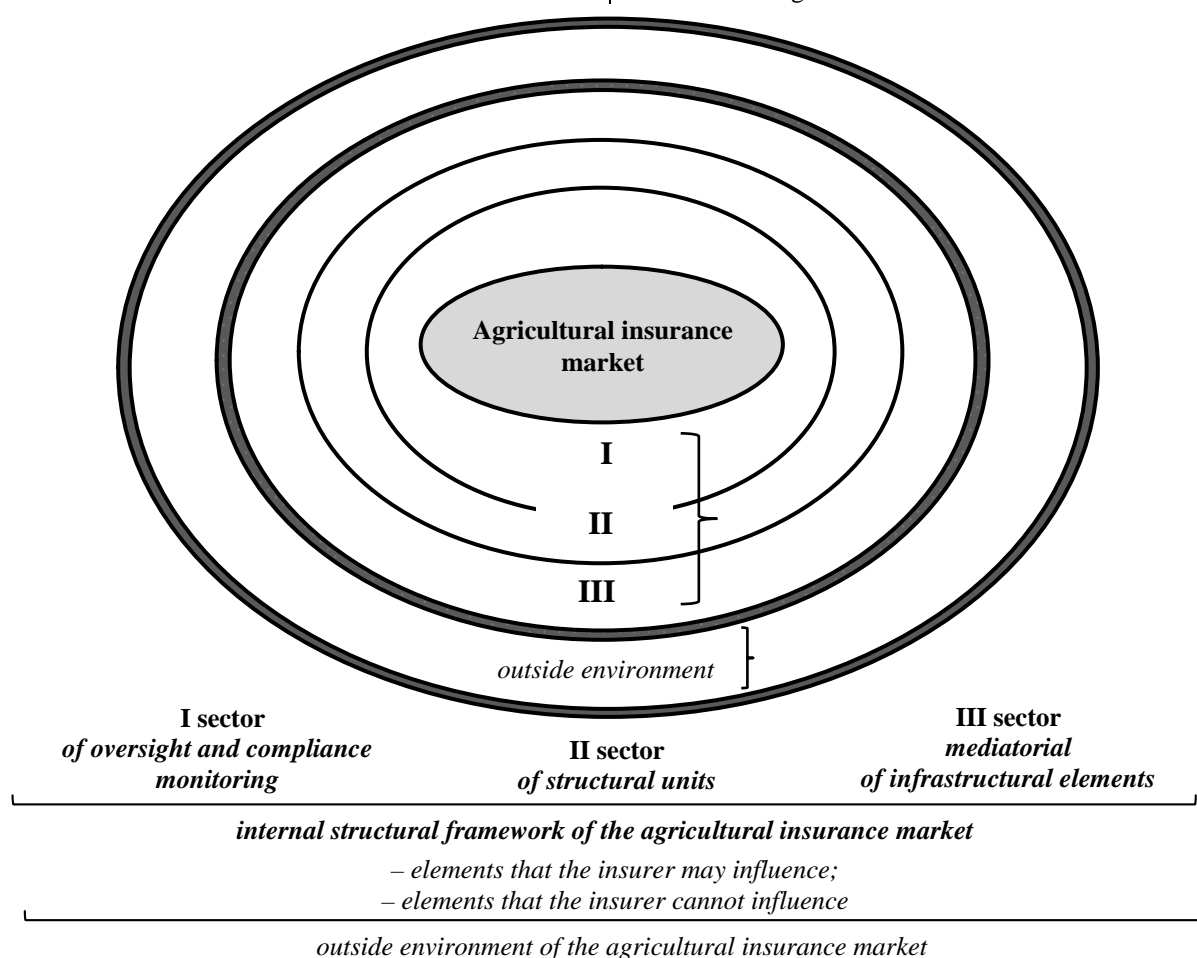 Agricultural insurance
market
I
II
III
outside environment
I sector
of oversight and compliance
monitoring
II sector
of structural units
III sector
mediatorial
of infrastructural elements
internal structural framework of the agricultural insurance market
– elements that the insurer may influence;
– elements that the insurer cannot influence
outside environment of the agricultural insurance market